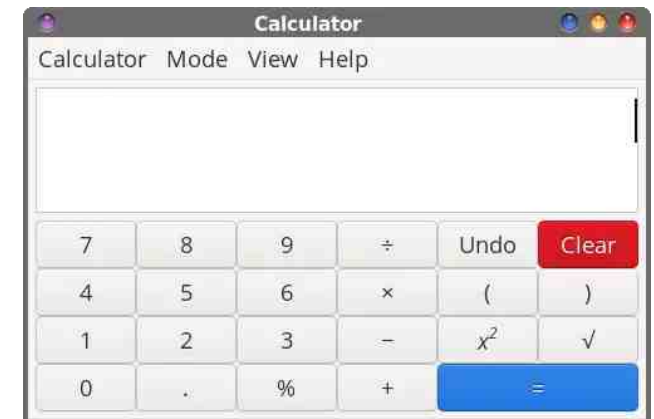 Calculator
Calculator Mode View Help
7 8 9 ÷ Undo Clear
4 5 6 × ( )
1 2 3 − x² √
0 . % + =